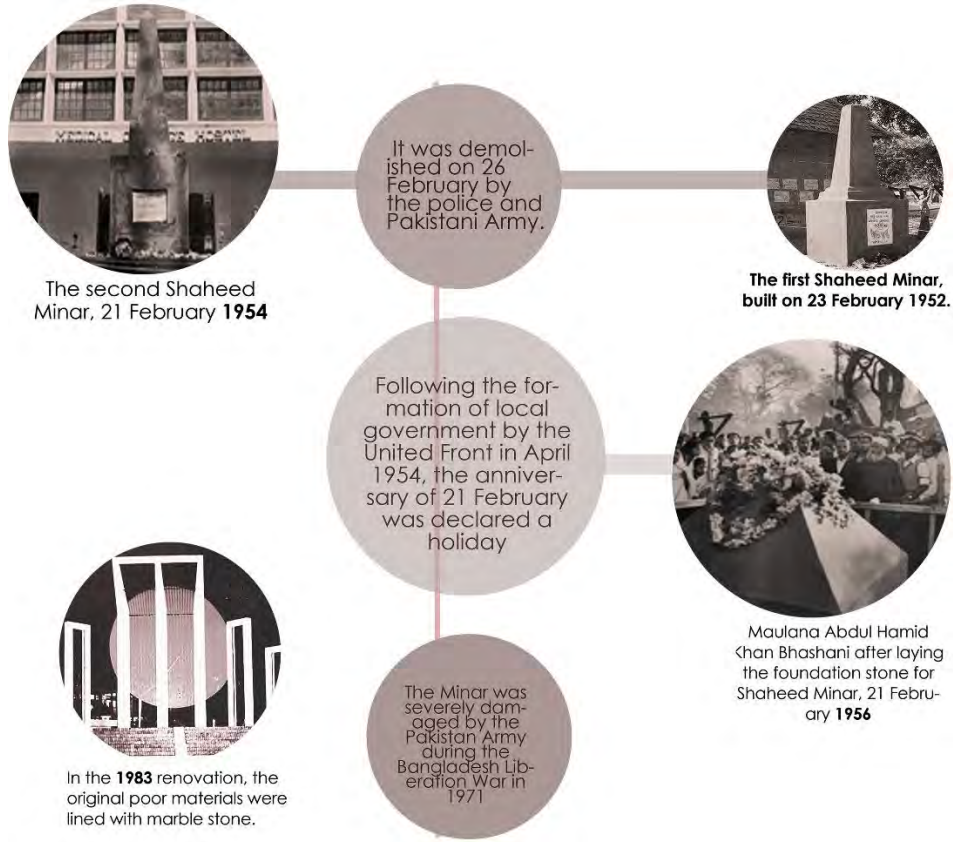 MEDICAL
It was demol-
ished on 26
February by
the police and
Pakistani Army.
The second Shaheed
Minar, 21 February 1954
The first Shaheed Minar,
built on 23 February 1952.
Following the for-
mation of local
government by the
United Front in April
1954, the anniver-
sary of 21 February
was declared a
holiday
Maulana Abdul Hamid
Khan Bhashani after laying
the foundation stone for
Shaheed Minar, 21 Febru-
ary 1956
The Minar was
severely dam-
aged by the
Pakistan Army
during the
Bangladesh Lib-
eration War in
1971
In the 1983 renovation, the
original poor materials were
lined with marble stone.